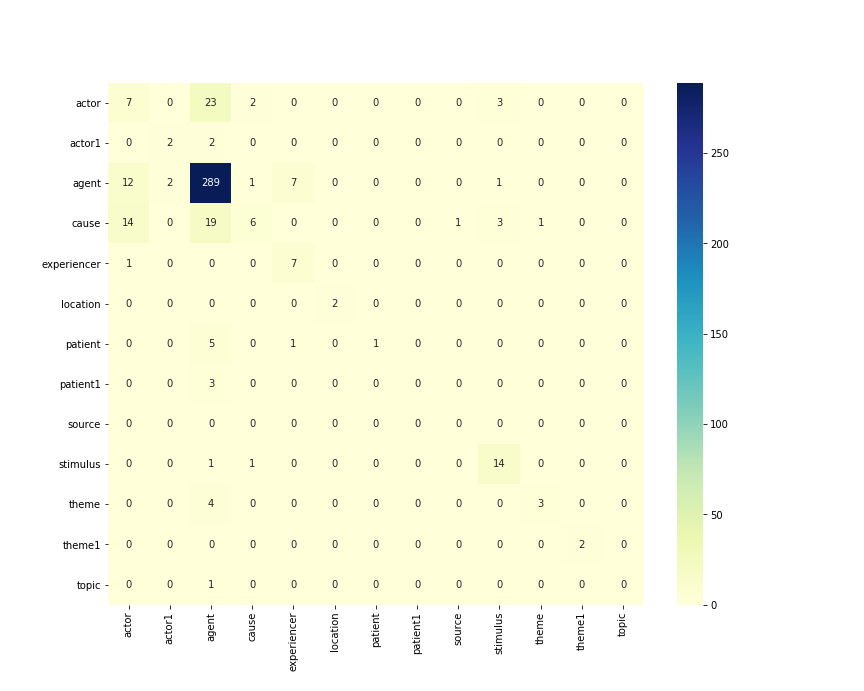 actor 7 0 23 2 0 0 0 0 0 3 0 0 0
actor1 0 2 2 0 0 0 0 0 0 0 0 0 0
agent 12 2 289 1 7 0 0 0 0 1 0 0 0
cause 14 0 19 6 0 0 0 0 1 3 1 0 0
experiencer 1 0 0 0 7 0 0 0 0 0 0 0 0
location 0 0 0 0 0 2 0 0 0 0 0 0 0
patient 0 0 5 0 1 0 1 0 0 0 0 0 0
patient1 0 0 3 0 0 0 0 0 0 0 0 0 0
source 0 0 0 0 0 0 0 0 0 0 0 0 0
stimulus 0 0 1 1 0 0 0 0 0 14 0 0 0
theme 0 0 4 0 0 0 0 0 0 0 3 0 0
theme1 0 0 0 0 0 0 0 0 0 0 0 2 0
topic 0 0 1 0 0 0 0 0 0 0 0 0 0
actor actor1 agent cause experiencer location patient patient1 source stimulus theme theme1 topic
250
200
150
100
50
0